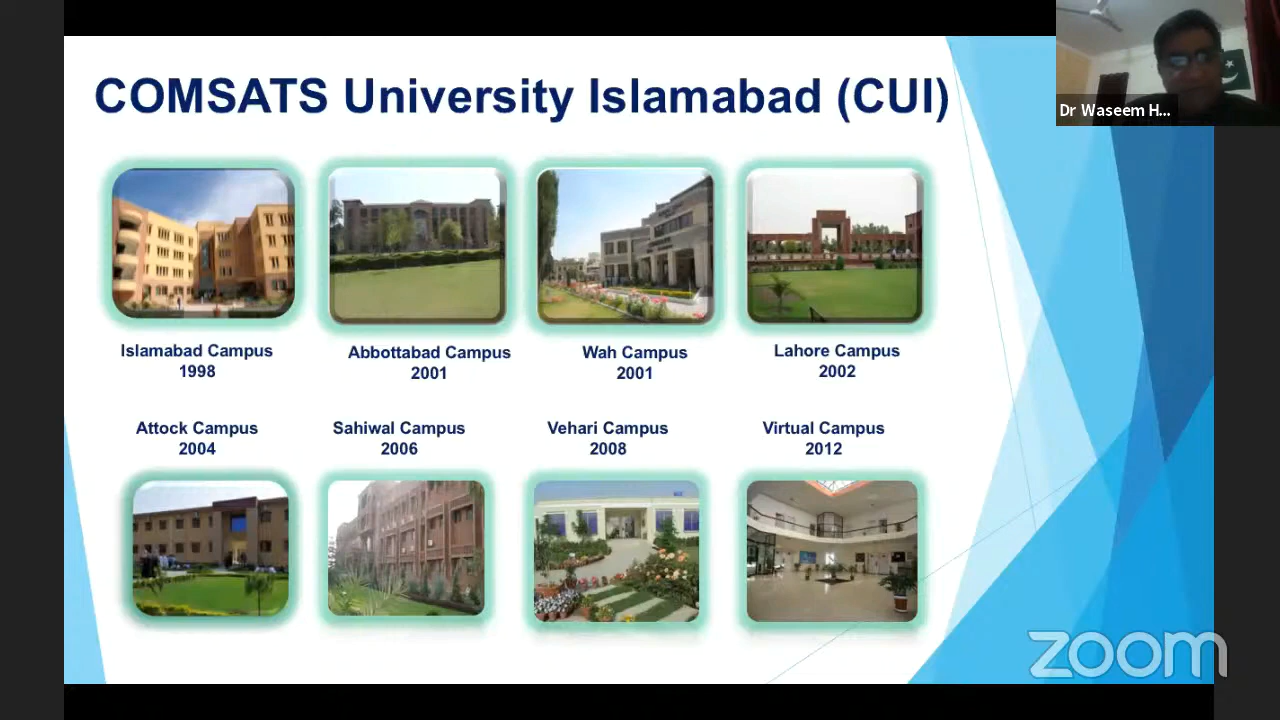 COMSATS University Islamabad (CUI)
Dr Waseem H...
Islamabad Campus
1998
Abbottabad Campus
2001
Wah Campus
2001
Lahore Campus
2002
Attock Campus
2004
Sahiwal Campus
2006
Vehari Campus
2008
Virtual Campus
2012
zoom